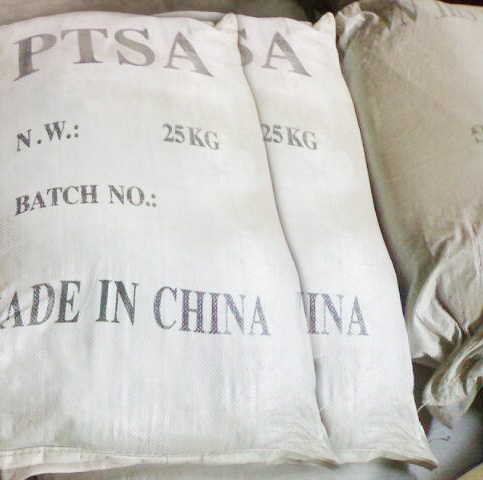 PTSA
N.W.: 25KG
BATCH NO.:
ADE IN CHINA
SA
25KG
INA